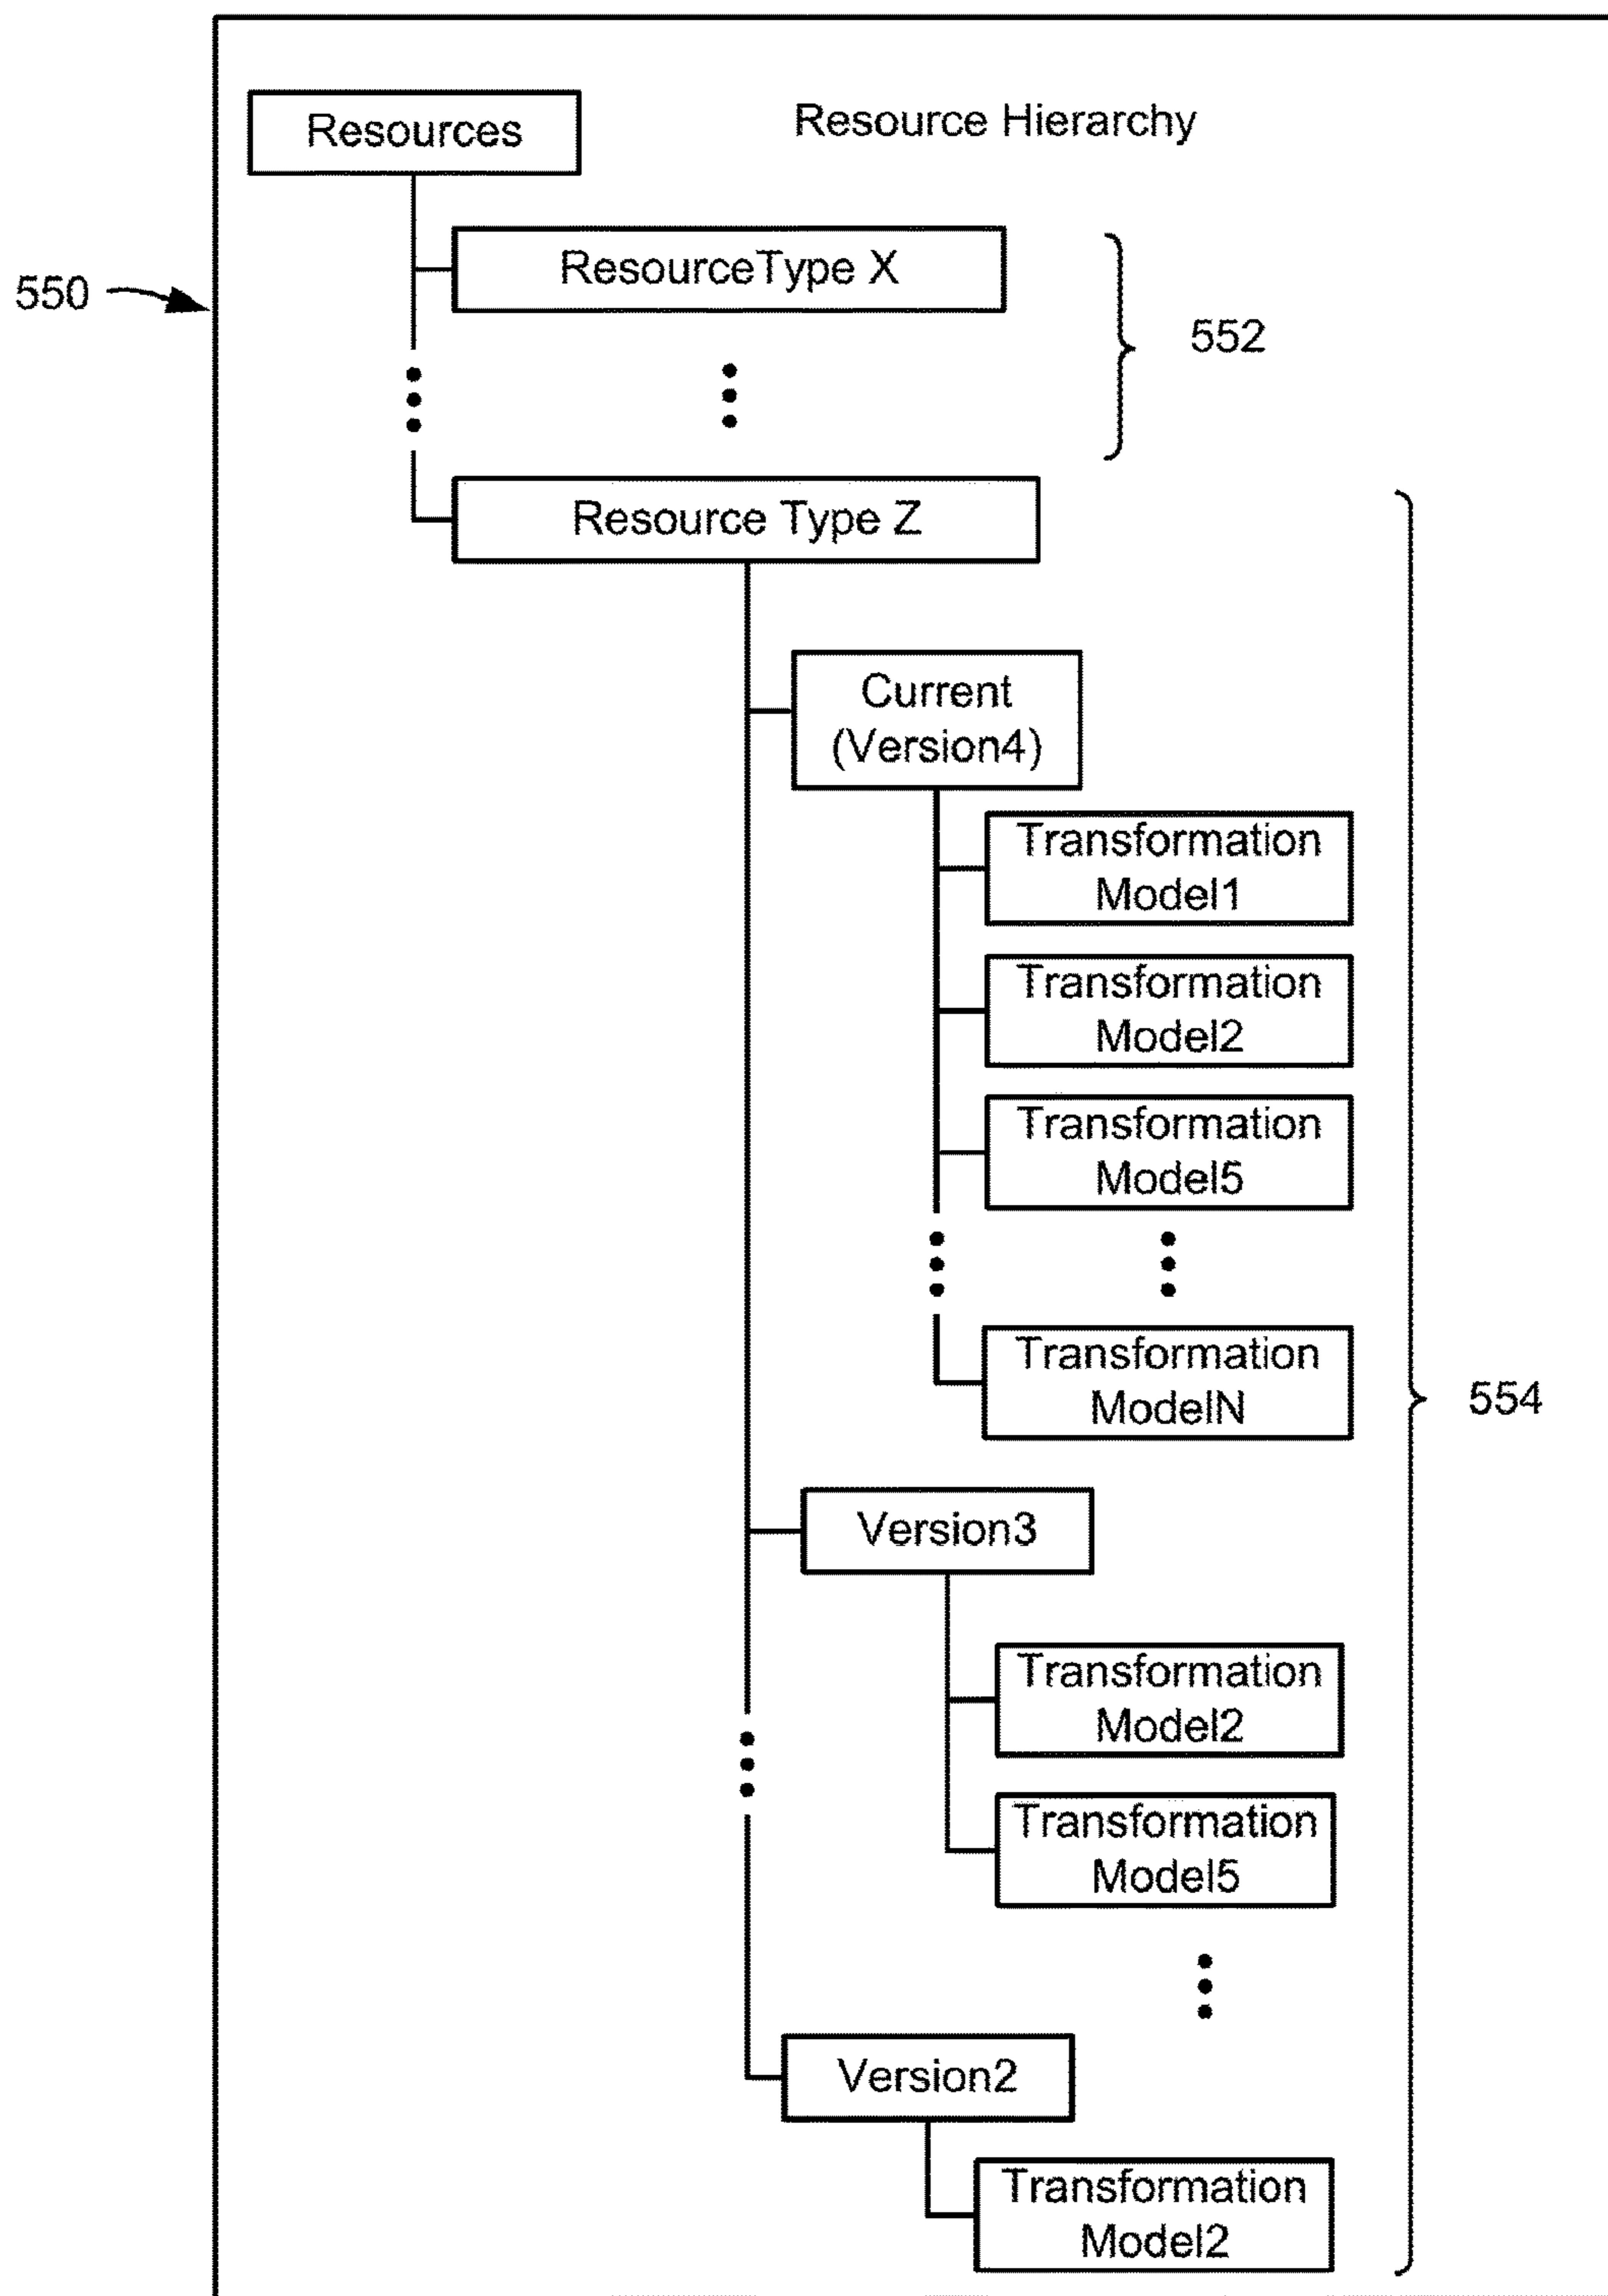 Resources
Resource Hierarchy
ResourceType X
550
552
Resource Type Z
Current
(Version4)
Transformation
Model1
Transformation
Model2
Transformation
Model5
Transformation
ModelN
554
Version3
Transformation
Model2
Transformation
Model5
Version2
Transformation
Model2